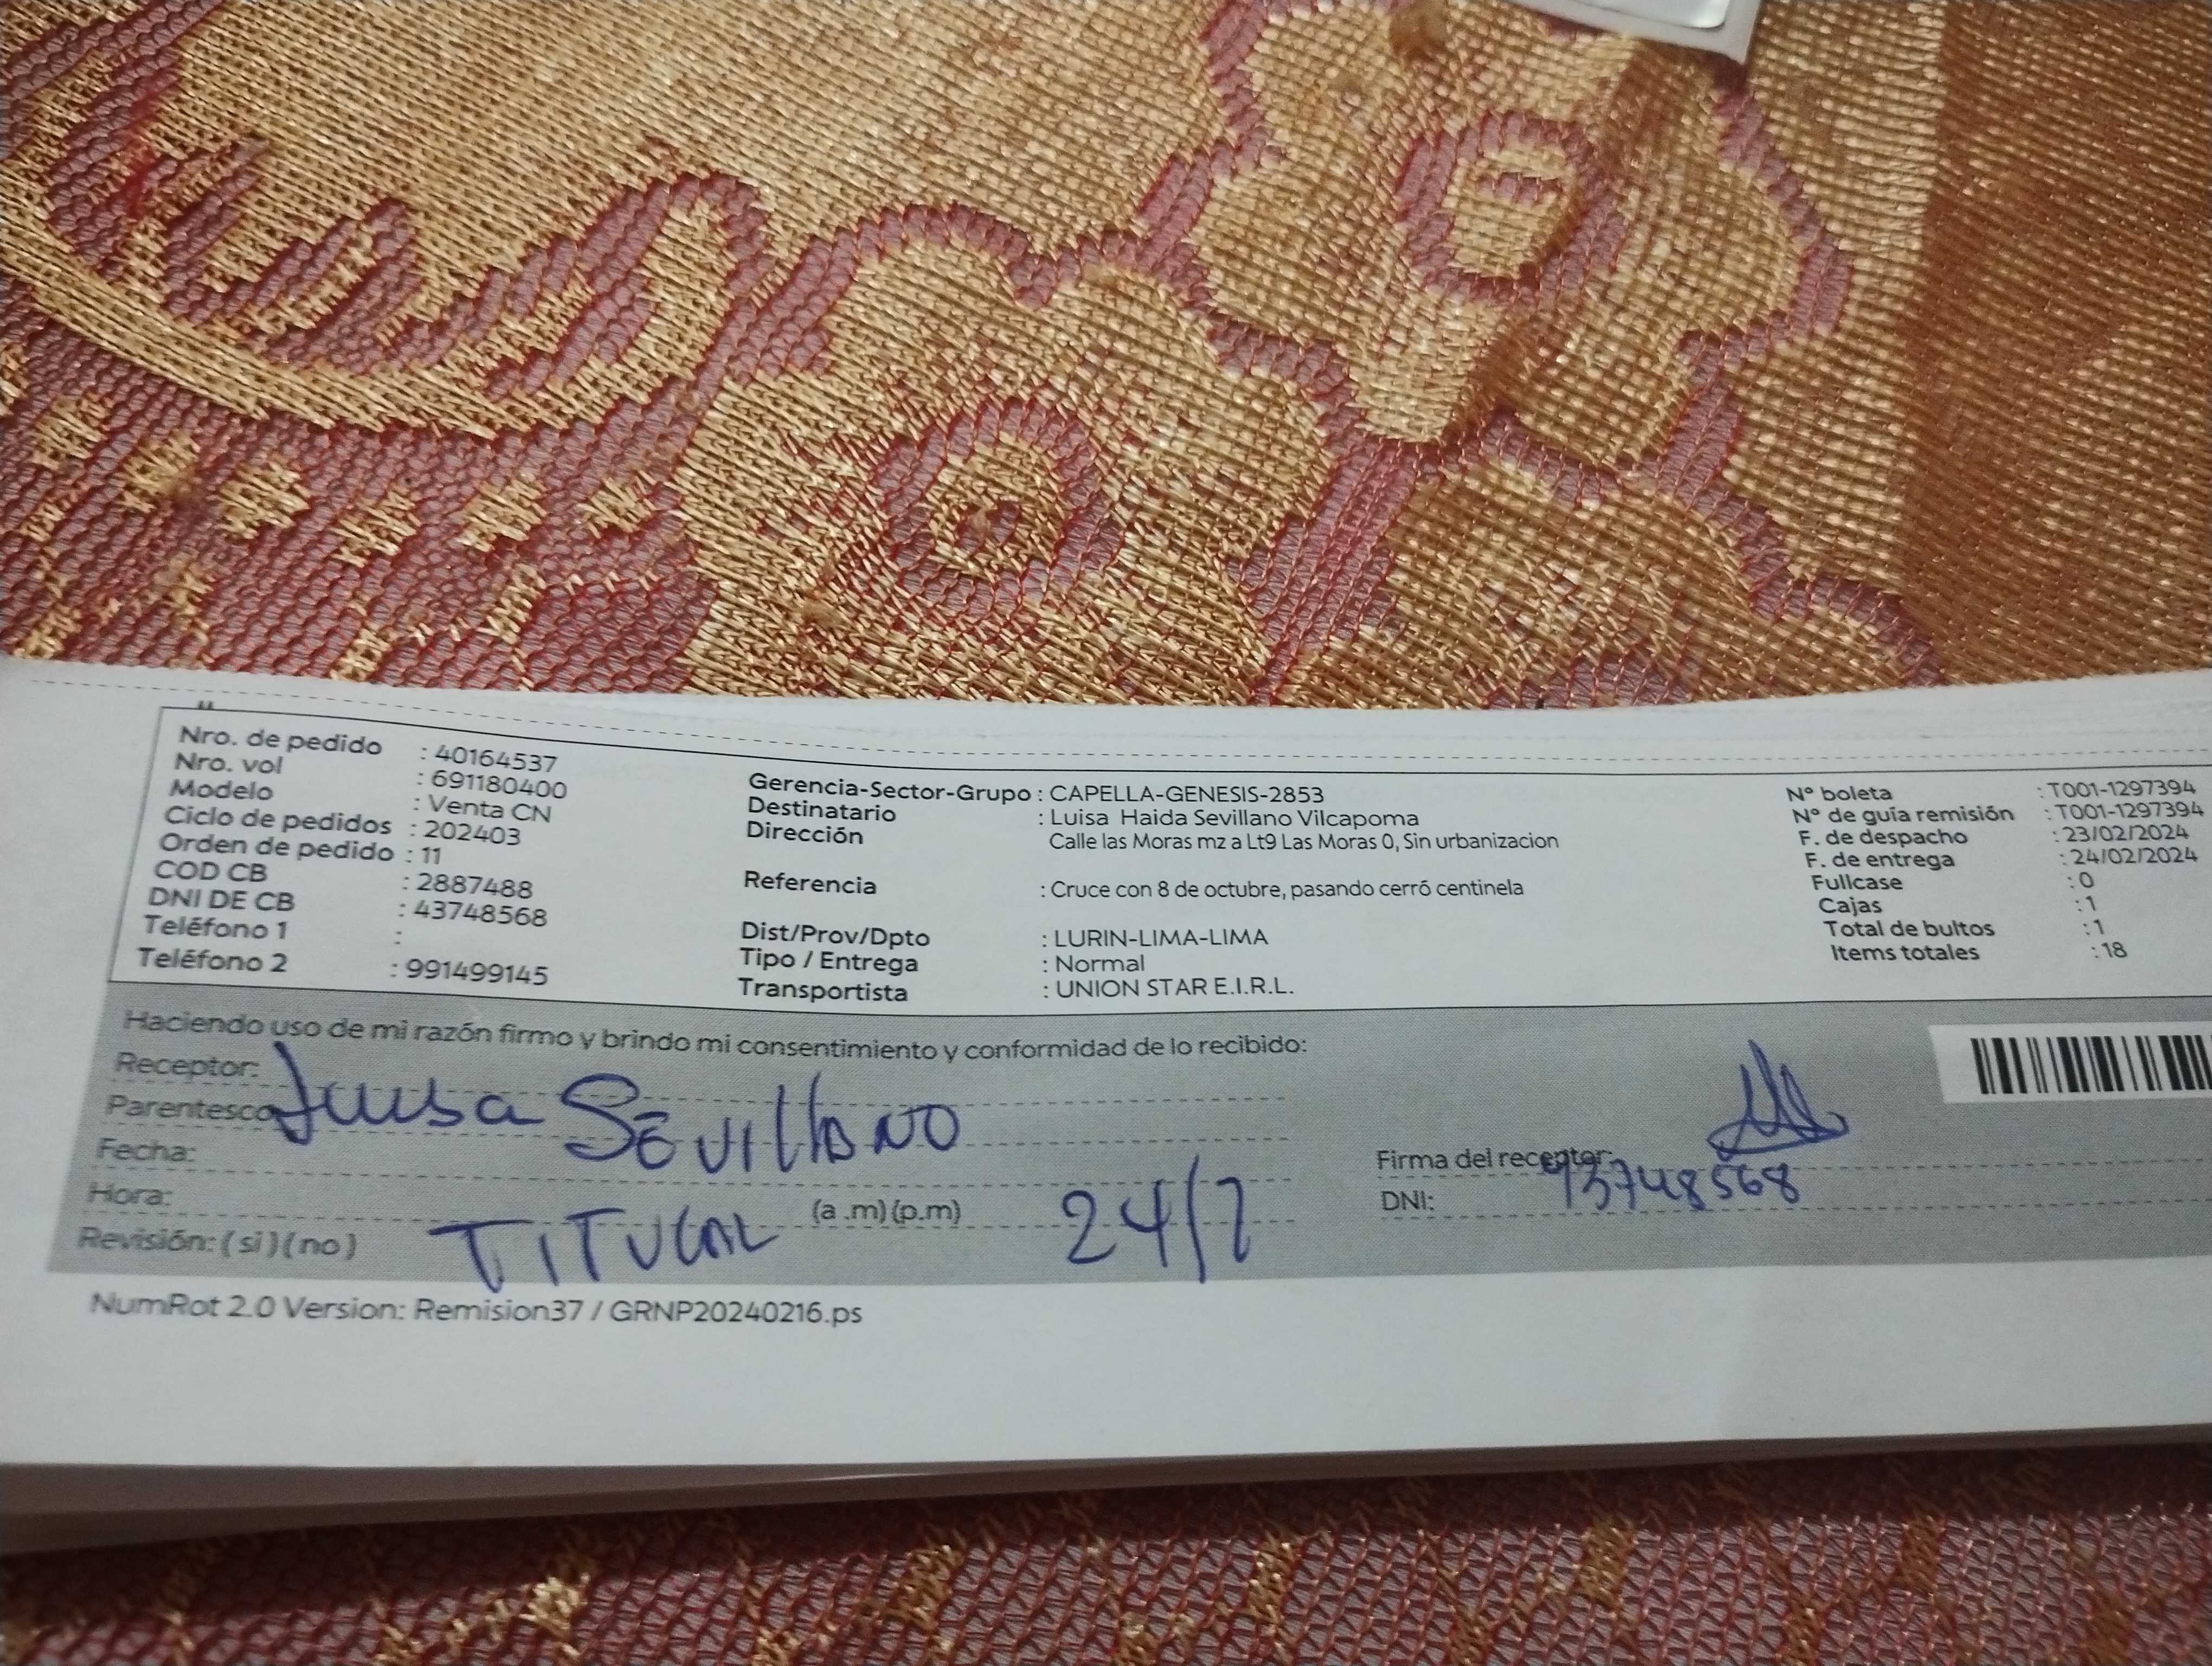 Nro. de pedido : 40164537
Nro. vol : 691180400
Modelo : Venta CN
Ciclo de pedidos : 202403
Orden de pedido : 11
COD CB : 2887488
DNI DE CB : 43748568
Teléfono 1 :
Teléfono 2 : 991499145
Gerencia-Sector-Grupo : CAPELLA-GENESIS-2853
Destinatario : Luisa Haida Sevillano Vilcapoma
Dirección Calle las Moras mz a Lt9 Las Moras 0, Sin urbanizacion
Referencia : Cruce con 8 de octubre, pasando cerró centinela
Dist/Prov/Dpto : LURIN-LIMA-LIMA
Tipo / Entrega : Normal
Transportista : UNION STAR E.I.R.L.
N° boleta : T001-1297394
N° de guía remisión : T001-1297394
F. de despacho : 23/02/2024
F. de entrega : 24/02/2024
Fullcase : 0
Cajas : 1
Total de bultos : 1
Items totales : 18
Haciendo uso de mi razón firmo y brindo mi consentimiento y conformidad de lo recibido:
Receptor:
Luisa Sevillano
Parentesco
Fecha:
Hora: (a .m) (p.m)
Revisión: ( si ) ( no ) TITULAR 24/2
Firma del receptor:
DNI: 43748568
NumRot 2.0 Version: Remision37 / GRNP20240216.ps